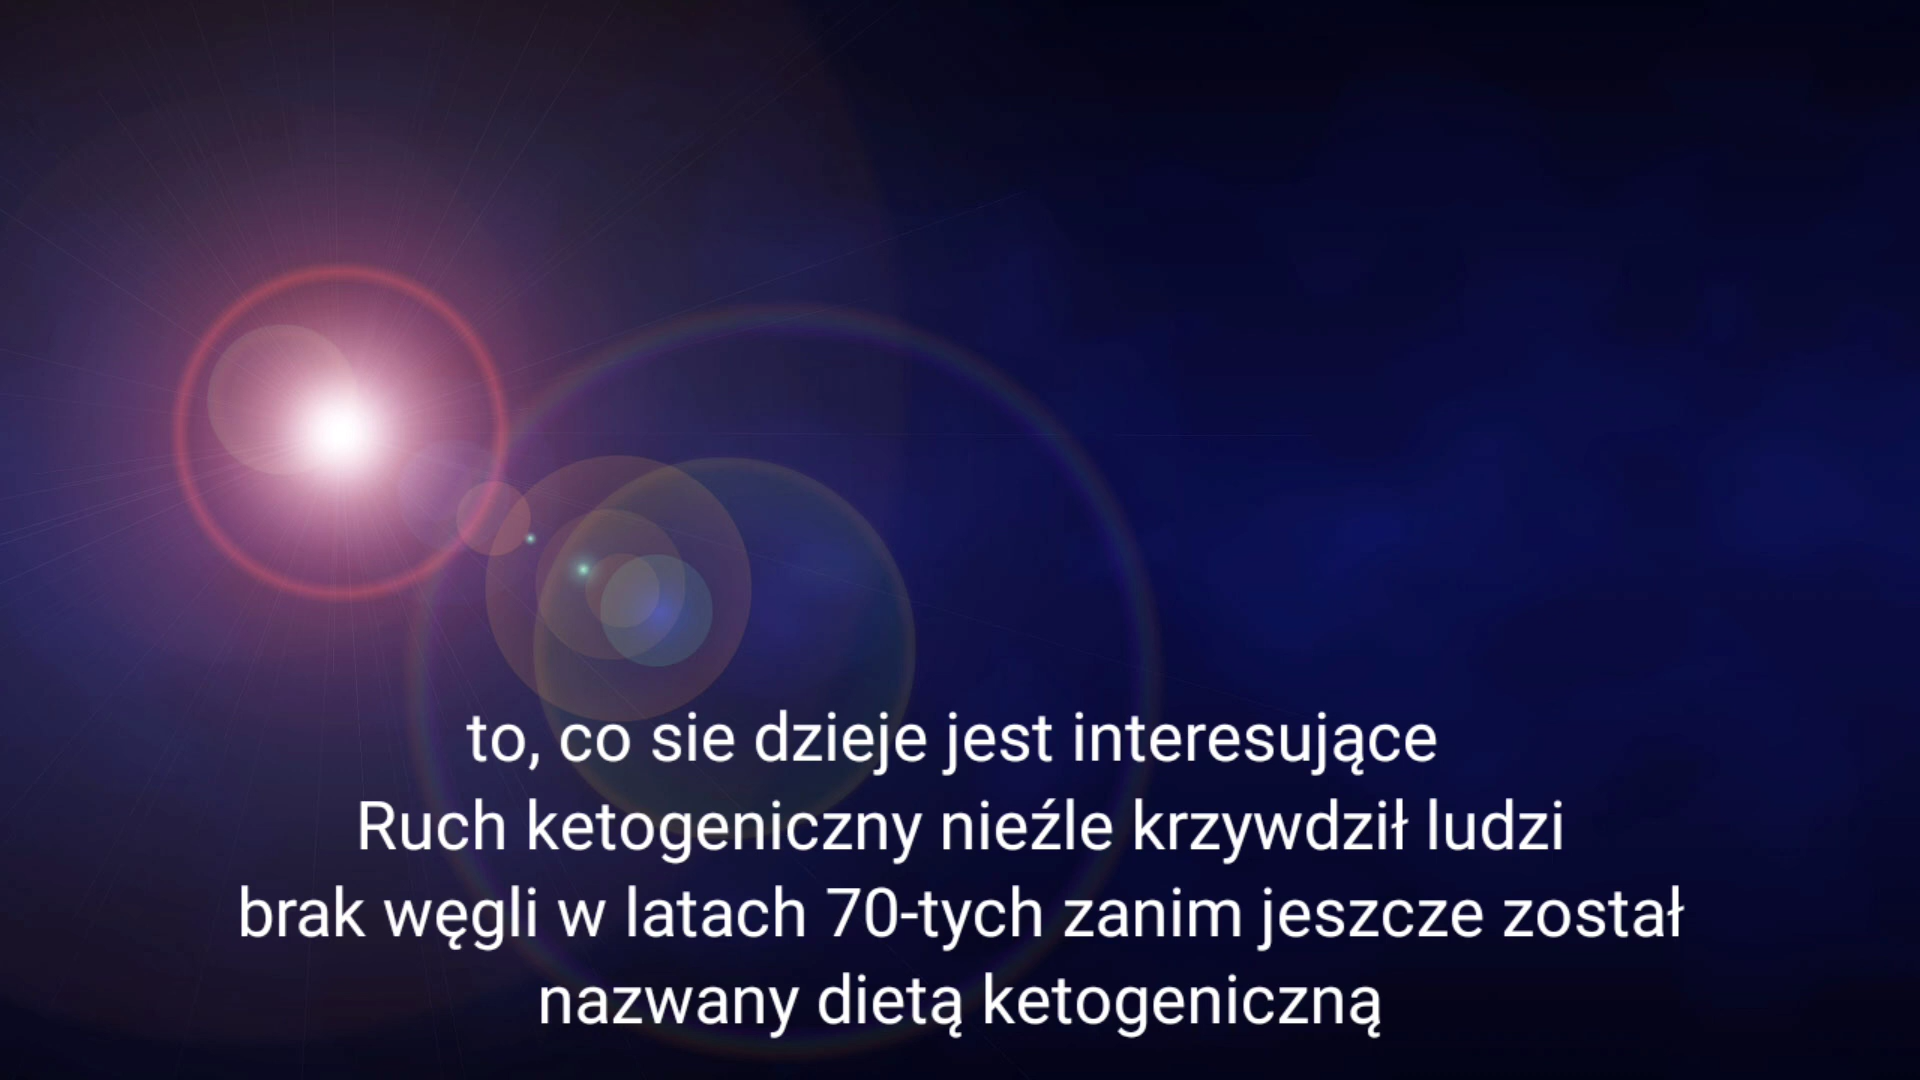 to, co sie dzieje jest interesujące
Ruch ketogeniczny nieźle krzywdził ludzi
brak węgli w latach 70-tych zanim jeszcze został
nazwany dietą ketogeniczną